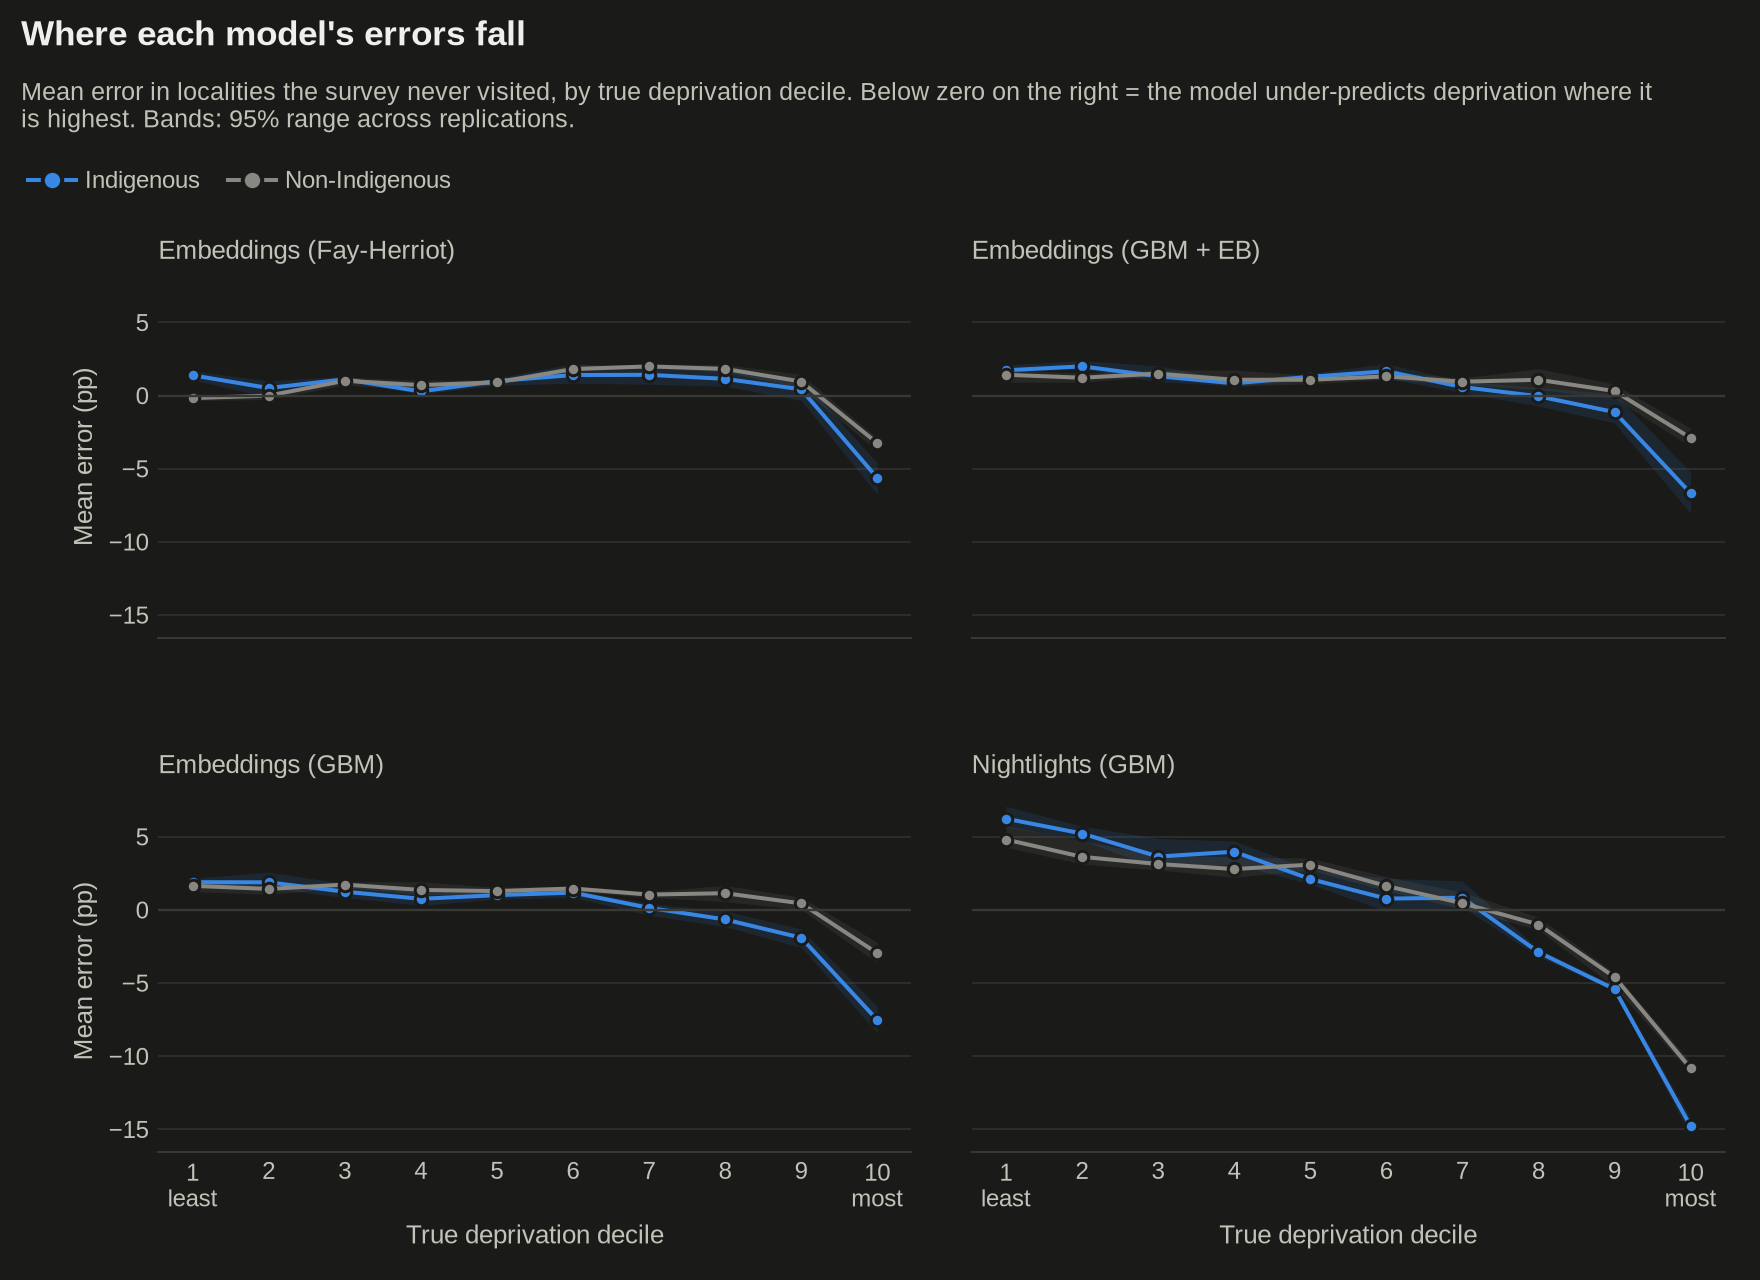 Where each model's errors fall
Mean error in localities the survey never visited, by true deprivation decile. Below zero on the right = the model under-predicts deprivation where it
is highest. Bands: 95% range across replications.
Indigenous Non-Indigenous
Embeddings (Fay-Herriot)
5
0
−5
−10
−15
Mean error (pp)
Embeddings (GBM + EB)
Embeddings (GBM)
5
0
−5
−10
−15
Mean error (pp)
1 2 3 4 5 6 7 8 9 10
least most
True deprivation decile
Nightlights (GBM)
1 2 3 4 5 6 7 8 9 10
least most
True deprivation decile